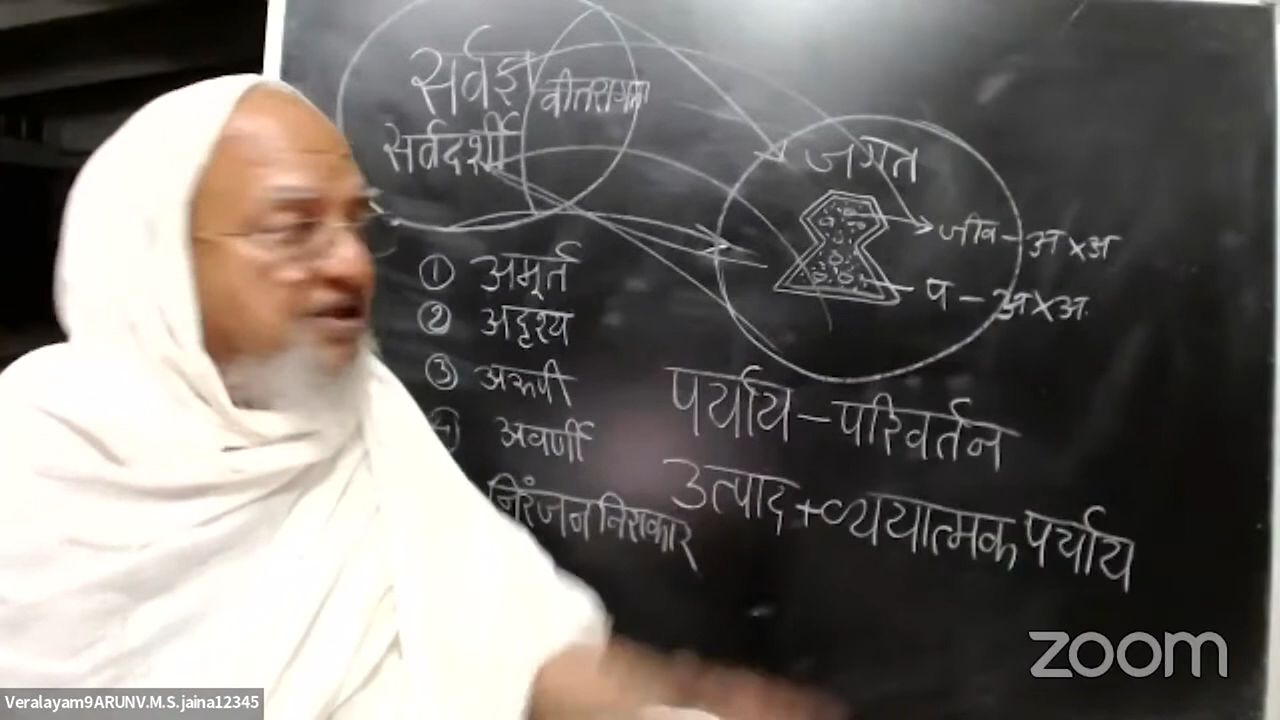 सर्वज्ञ वीतरागता
सर्वदर्शी
जगत
जीव - अ x अ
प - अ x अ
① अमूर्त
② अदृश्य
③ अरूपी
④ अवर्णी
निरंजन निराकार
पर्याय - परिवर्तन
उत्पाद + व्ययात्मक पर्याय
zoom
Veralayam9ARUNV.M.S.jaina12345